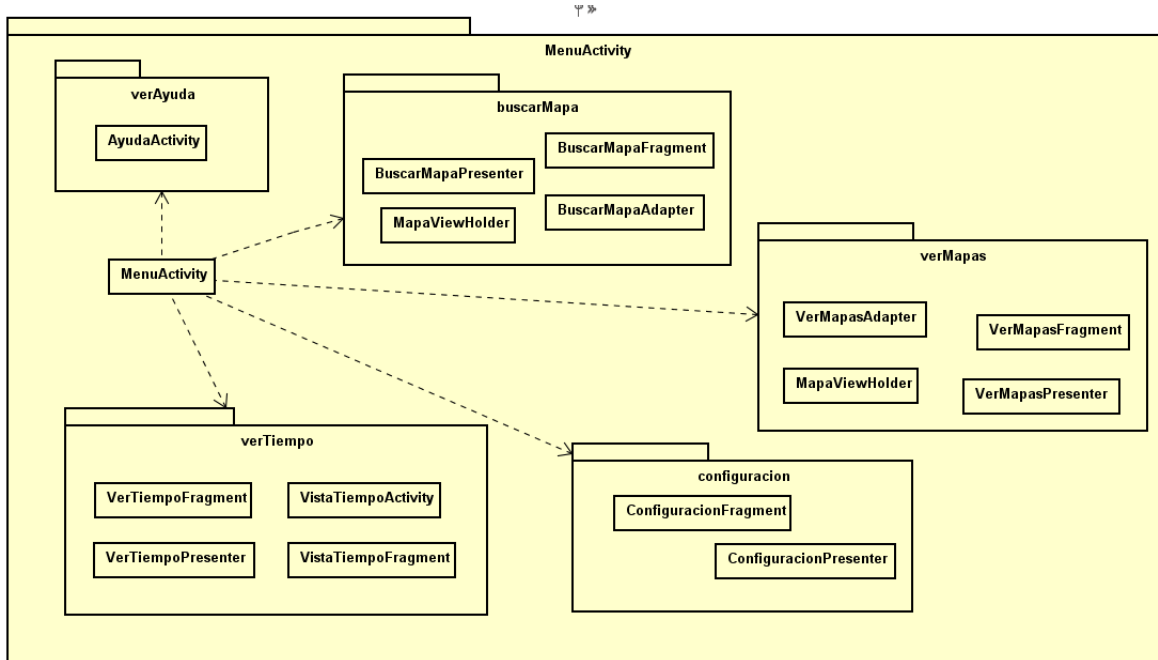 MenuActivity
verAyuda
AyudaActivity
buscarMapa
BuscarMapaFragment
BuscarMapaPresenter
BuscarMapaAdapter
MapaViewHolder
MenuActivity
verMapas
VerMapasAdapter
VerMapasFragment
MapaViewHolder
VerMapasPresenter
verTiempo
VerTiempoFragment
VistaTiempoActivity
VerTiempoPresenter
VistaTiempoFragment
configuracion
ConfiguracionFragment
ConfiguracionPresenter